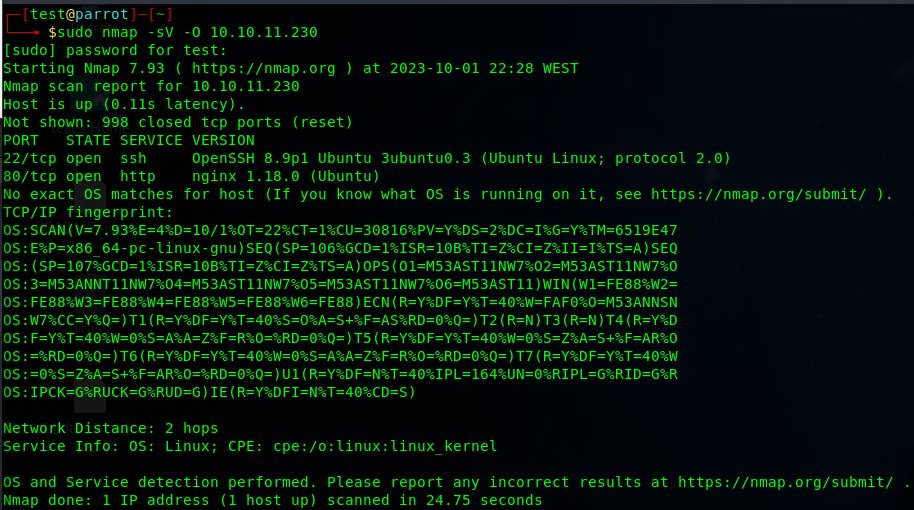 [test@parrot]─[~]
$sudo nmap -sV -O 10.10.11.230
[sudo] password for test:
Starting Nmap 7.93 ( https://nmap.org ) at 2023-10-01 22:28 WEST
Nmap scan report for 10.10.11.230
Host is up (0.11s latency).
Not shown: 998 closed tcp ports (reset)
PORT   STATE SERVICE VERSION
22/tcp open  ssh     OpenSSH 8.9p1 Ubuntu 3ubuntu0.3 (Ubuntu Linux; protocol 2.0)
80/tcp open  http    nginx 1.18.0 (Ubuntu)
No exact OS matches for host (If you know what OS is running on it, see https://nmap.org/submit/ ).
TCP/IP fingerprint:
OS:SCAN(V=7.93%E=4%D=10/1%OT=22%CT=1%CU=30816%PV=Y%DS=2%DC=I%G=Y%TM=6519E47
OS:E%P=x86_64-pc-linux-gnu)SEQ(SP=106%GCD=1%ISR=10B%TI=Z%CI=Z%II=I%TS=A)SEQ
OS:(SP=107%GCD=1%ISR=10B%TI=Z%CI=Z%TS=A)OPS(O1=M53AST11NW7%O2=M53AST11NW7%O
OS:3=M53ANNT11NW7%O4=M53AST11NW7%O5=M53AST11NW7%O6=M53AST11)WIN(W1=FE88%W2=
OS:FE88%W3=FE88%W4=FE88%W5=FE88%W6=FE88)ECN(R=Y%DF=Y%T=40%W=FAF0%O=M53ANNSN
OS:W7%CC=Y%Q=)T1(R=Y%DF=Y%T=40%S=O%A=S+%F=AS%RD=0%Q=)T2(R=N)T3(R=N)T4(R=Y%D
OS:F=Y%T=40%W=0%S=A%A=Z%F=R%O=%RD=0%Q=)T5(R=Y%DF=Y%T=40%W=0%S=Z%A=S+%F=AR%O
OS:=%RD=0%Q=)T6(R=Y%DF=Y%T=40%W=0%S=A%A=Z%F=R%O=%RD=0%Q=)T7(R=Y%DF=Y%T=40%W
OS:=0%S=Z%A=S+%F=AR%O=%RD=0%Q=)U1(R=Y%DF=N%T=40%IPL=164%UN=0%RIPL=G%RID=G%R
OS:IPCK=G%RUCK=G%RUD=G)IE(R=Y%DFI=N%T=40%CD=S)
Network Distance: 2 hops
Service Info: OS: Linux; CPE: cpe:/o:linux:linux_kernel
OS and Service detection performed. Please report any incorrect results at https://nmap.org/submit/ .
Nmap done: 1 IP address (1 host up) scanned in 24.75 seconds